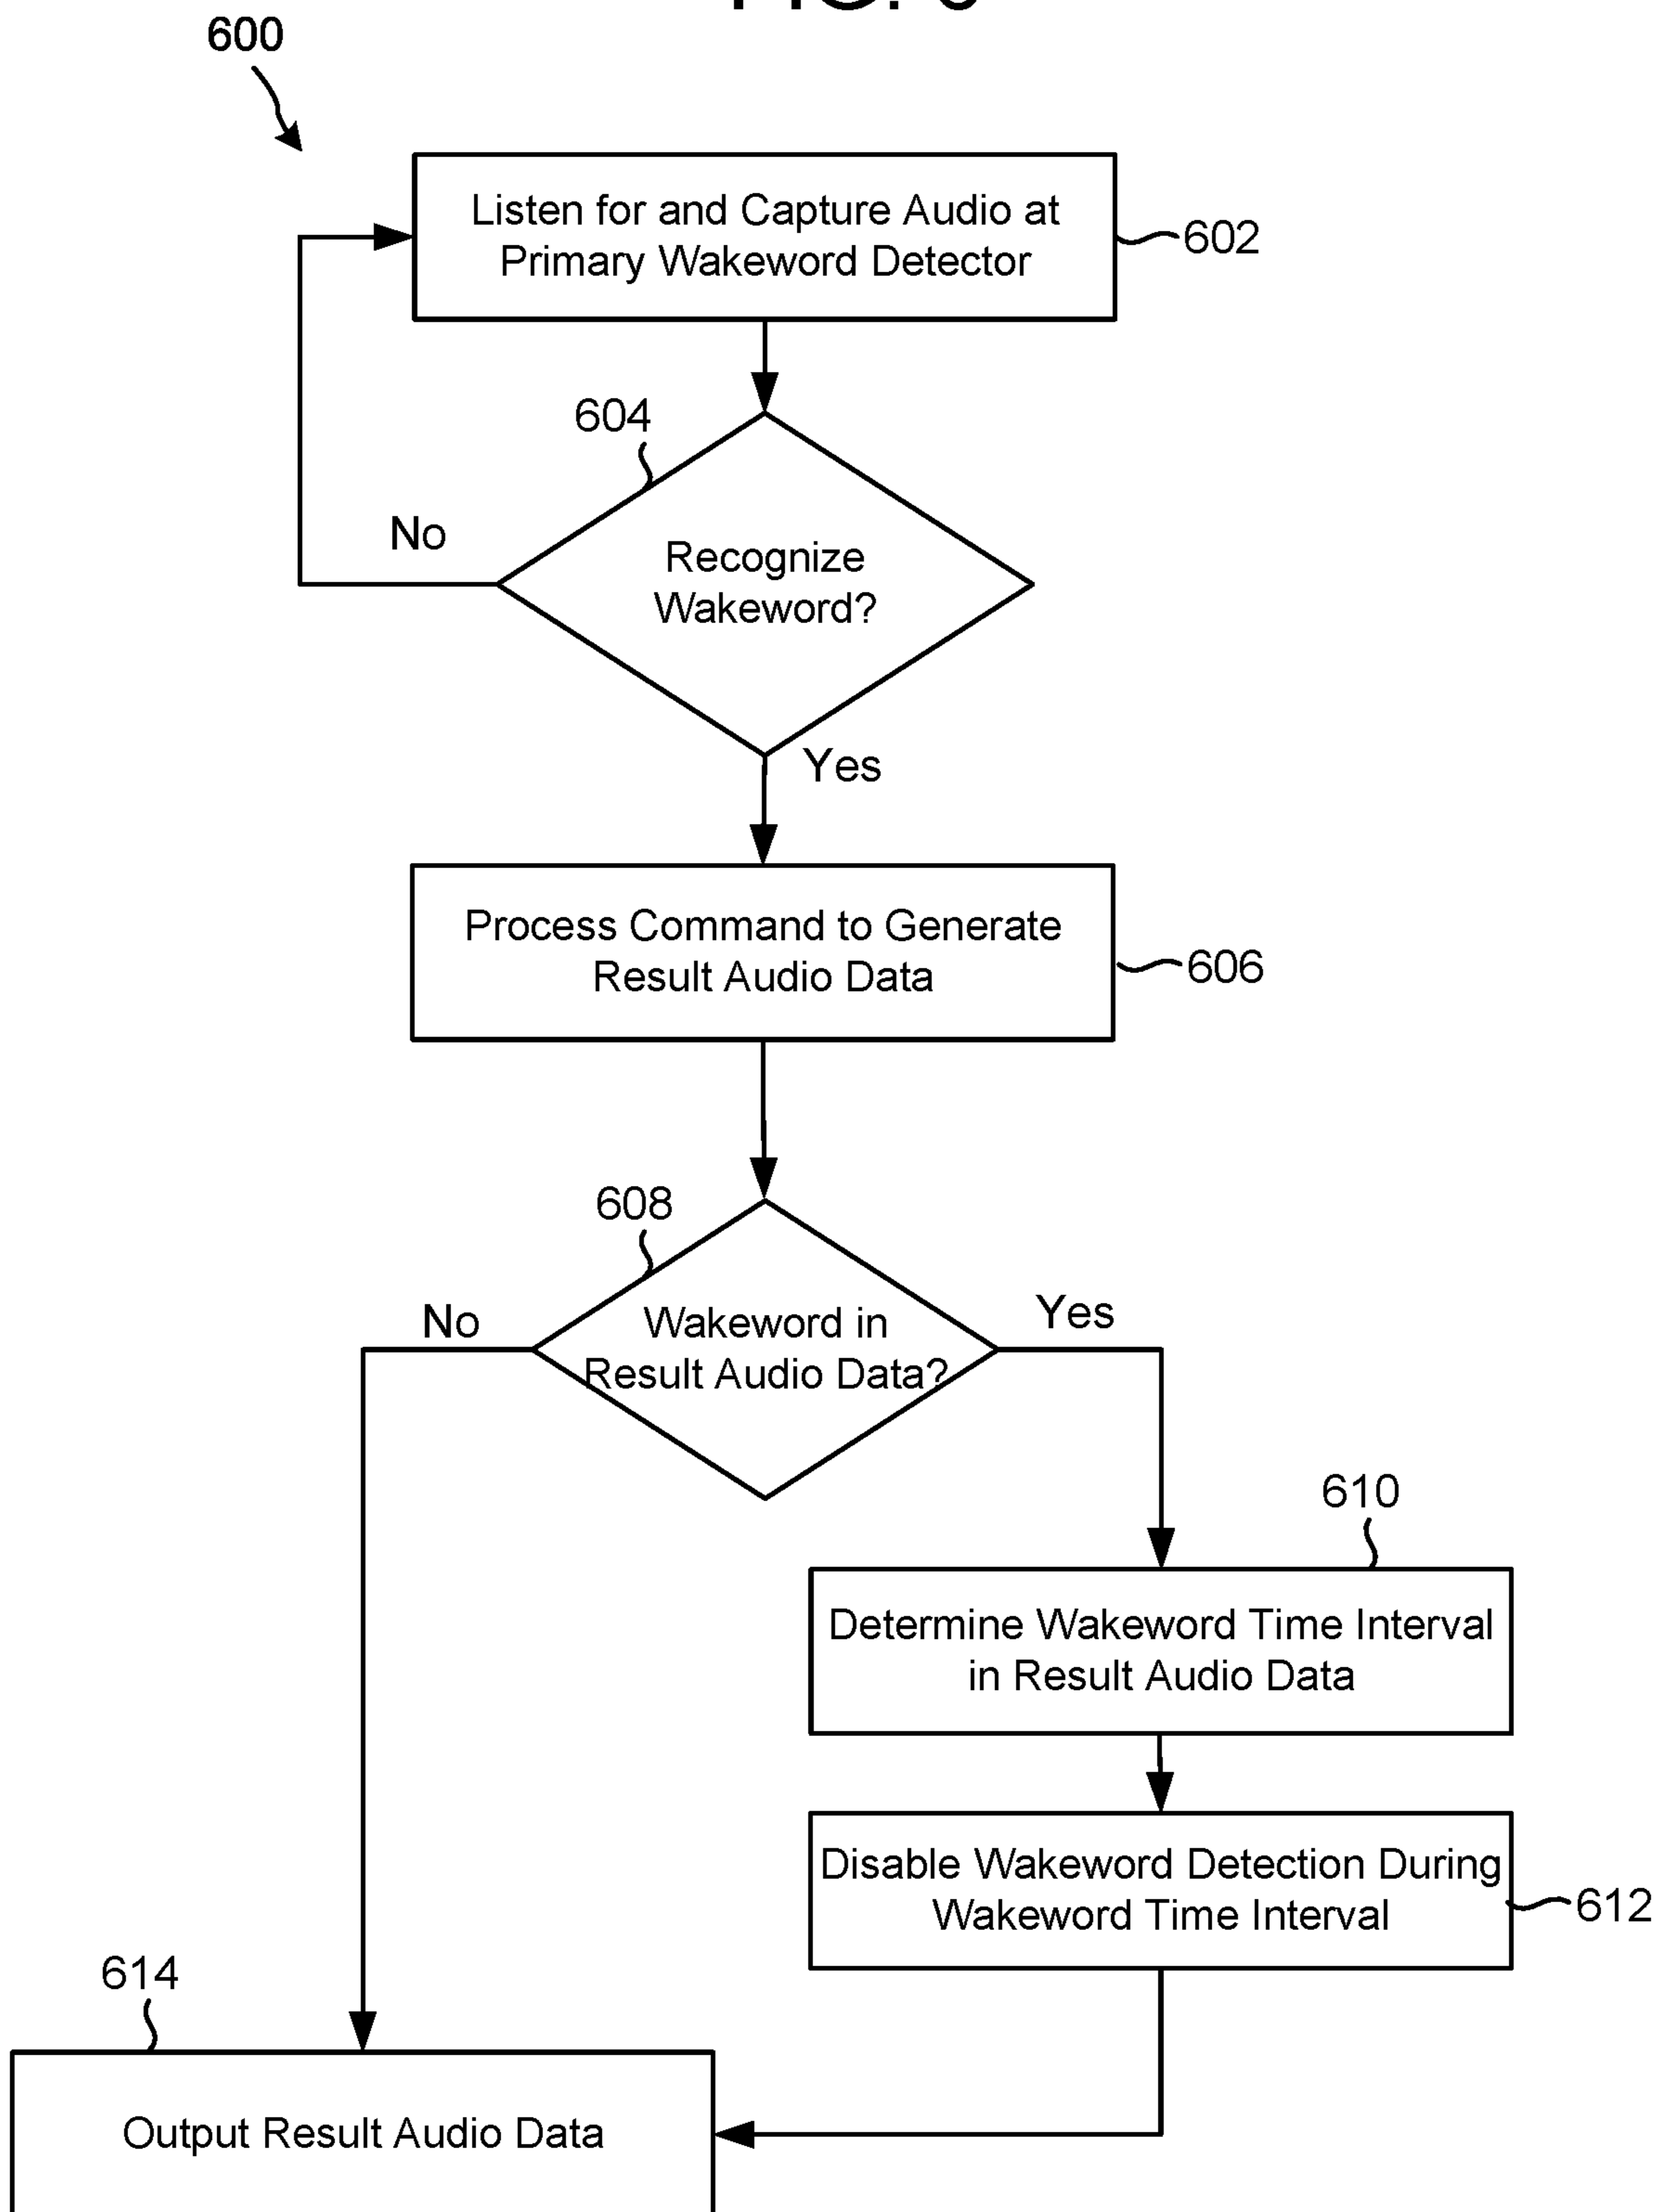 600
Listen for and Capture Audio at
Primary Wakeword Detector
602
604
No
Recognize
Wakeword?
Yes
Process Command to Generate
Result Audio Data
606
608
No
Wakeword in
Result Audio Data?
Yes
610
Determine Wakeword Time Interval
in Result Audio Data
Disable Wakeword Detection During
Wakeword Time Interval
612
614
Output Result Audio Data